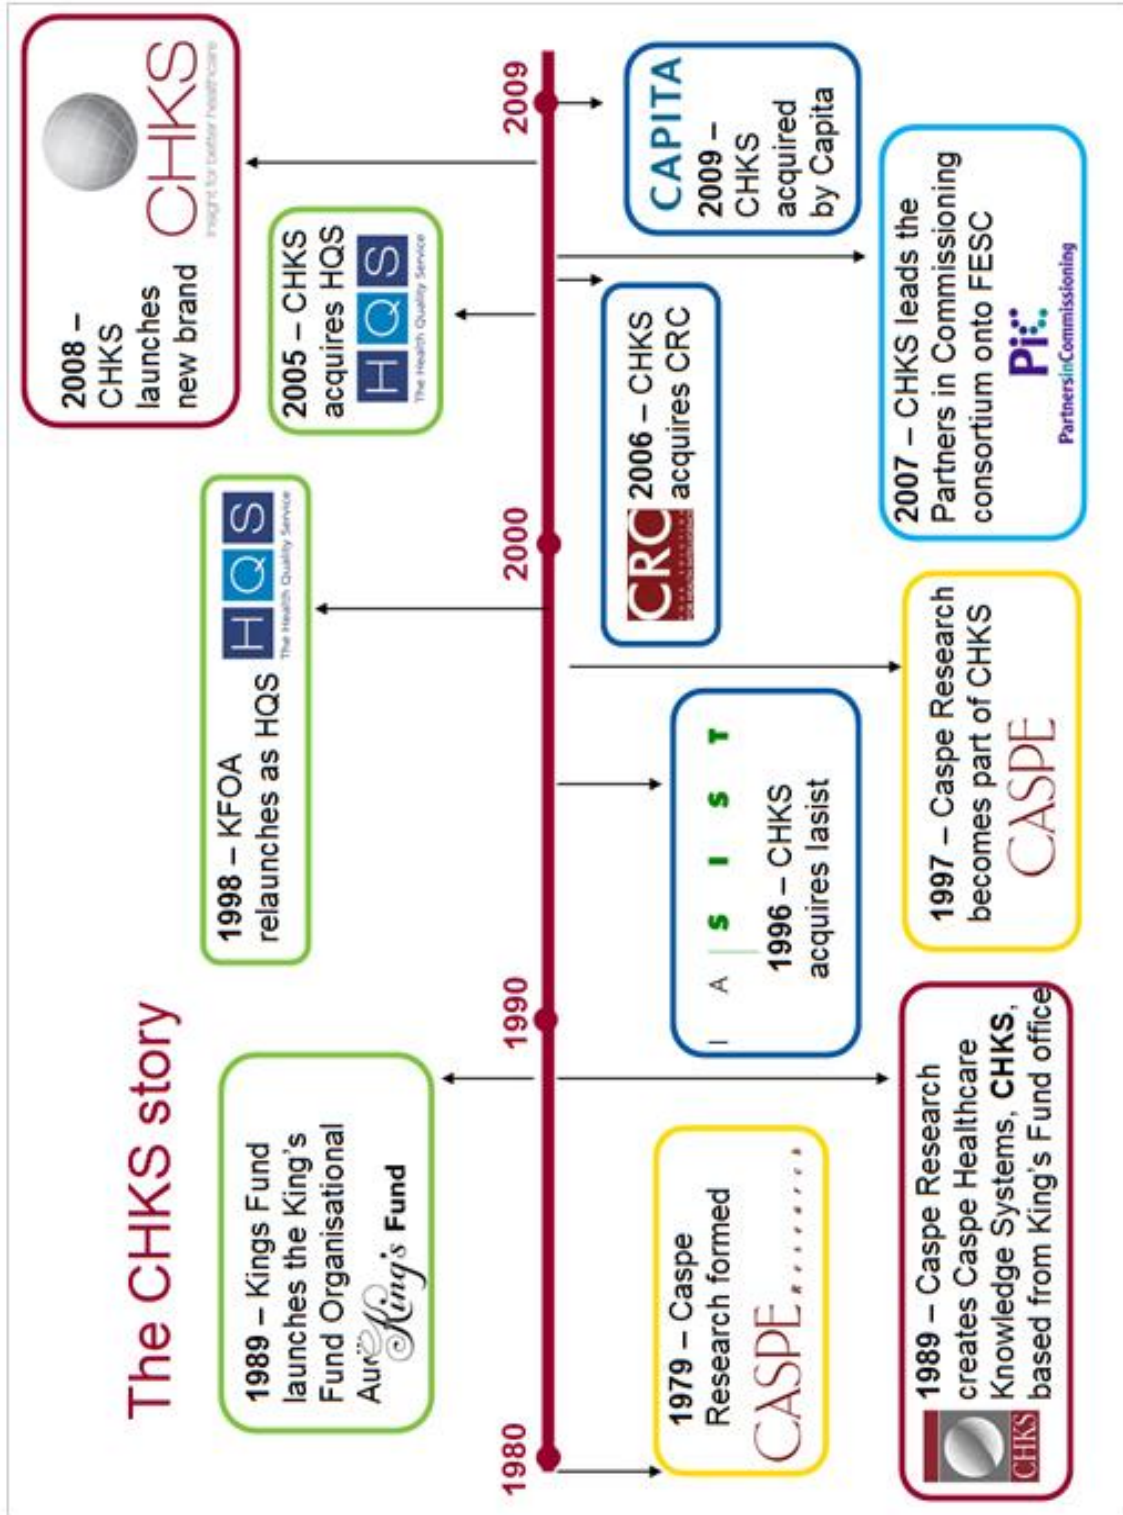 The CHKS story
1989 – Kings Fund
launches the King's
Fund Organisational
King's Fund
1998 – KFOA
relaunches as HQS
H Q S
The Health Quality Service
2005 – CHKS
acquires HQS
H Q S
The Health Quality Service
2008 –
CHKS
launches
new brand
CHKS
Insight for better healthcare
1980
1990
2000
2009
1979 – Caspe
Research formed
CASPE Research
1989 – Caspe Research
creates Caspe Healthcare
Knowledge Systems, CHKS,
based from King's Fund office
CHKS
I A S I S T
1996 – CHKS
acquires Iasist
1997 – Caspe Research
becomes part of CHKS
CASPE
CRC
2006 – CHKS
acquires CRC
2007 – CHKS leads the
Partners in Commissioning
consortium onto FESC
Pic
PartnersinCommissioning
CAPITA
2009 –
CHKS
acquired
by Capita